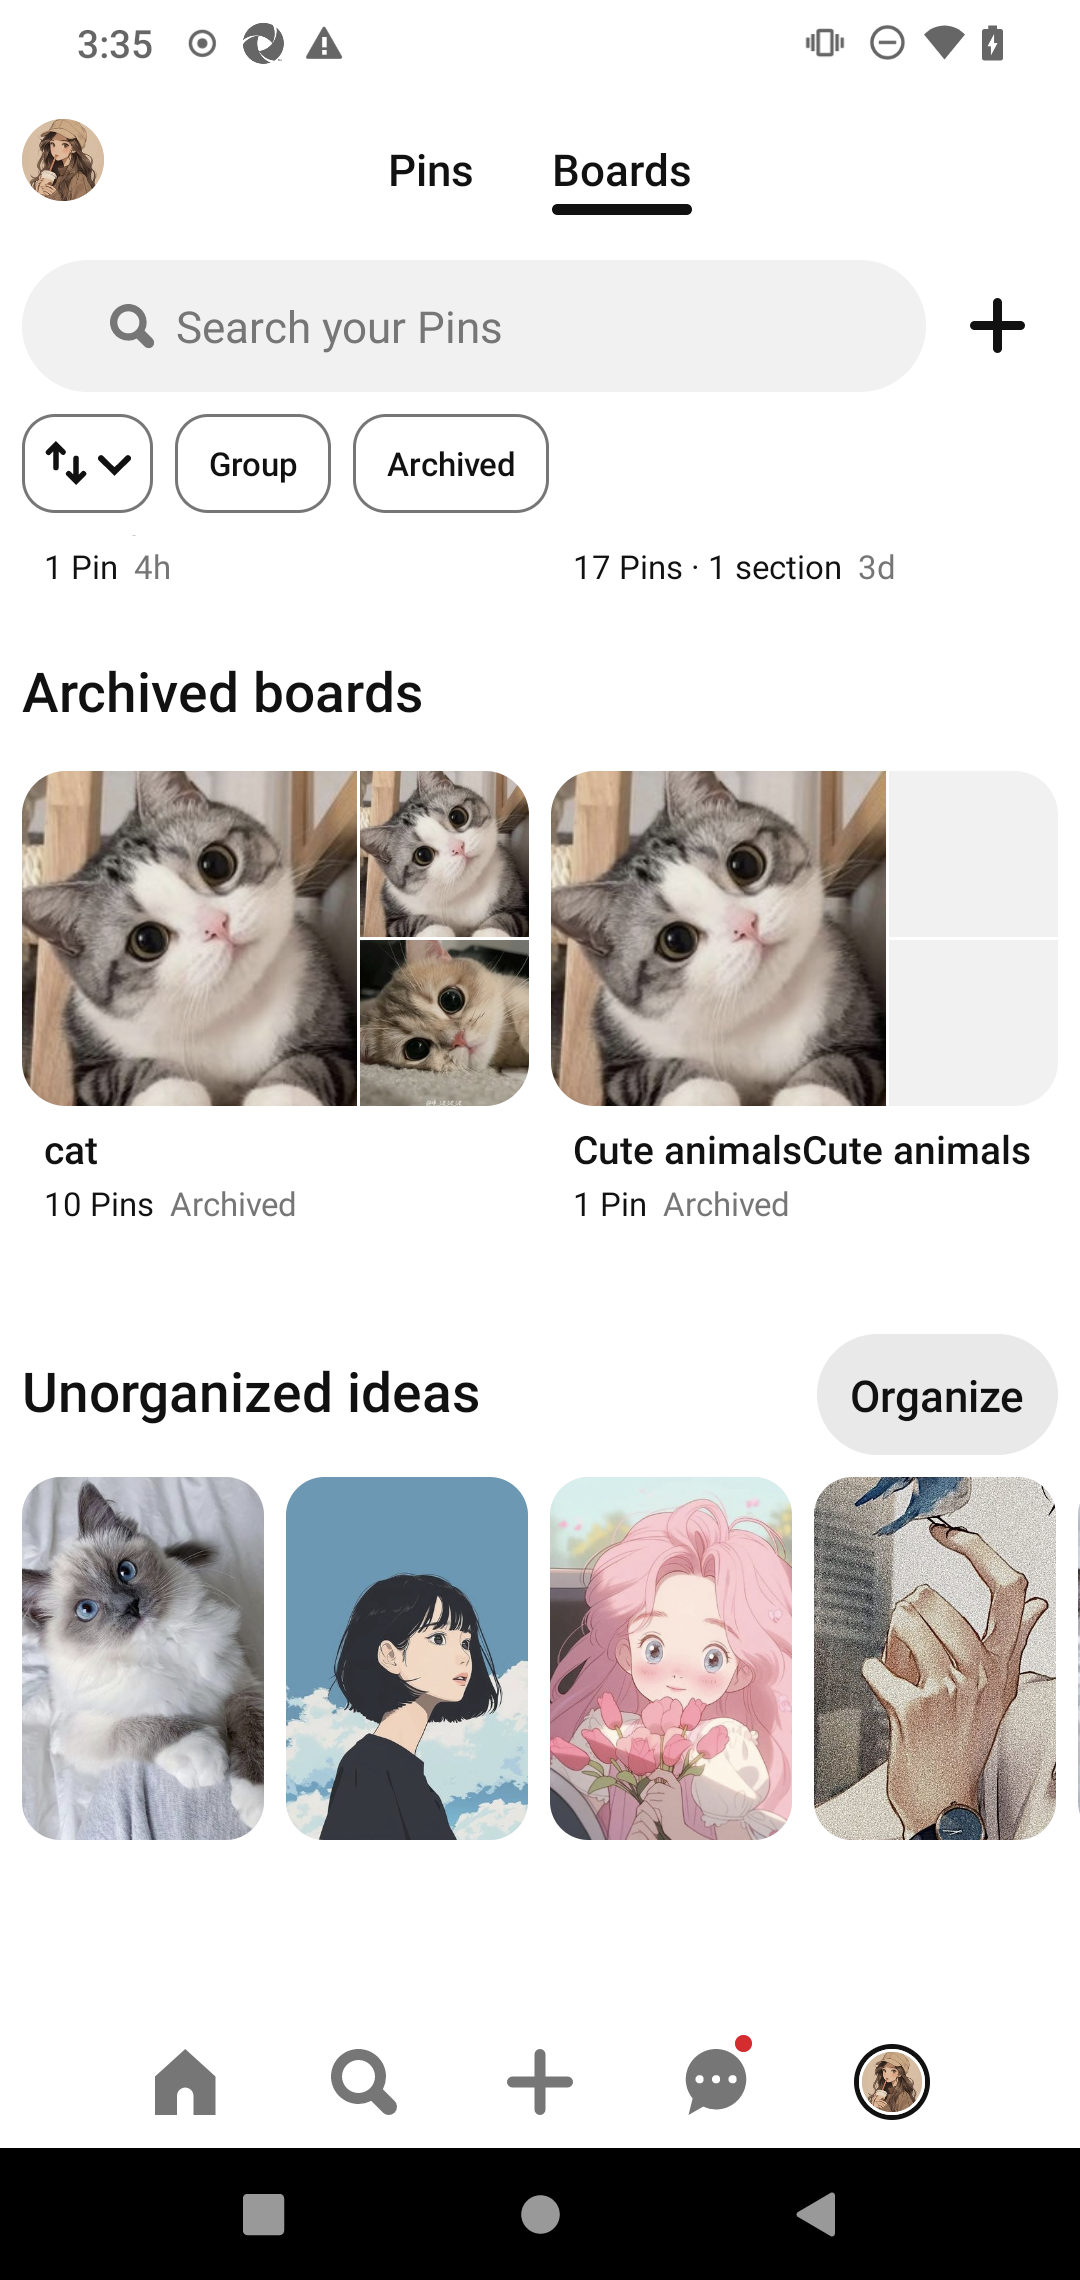 3:35
Pins Boards
Search your Pins
Group Archived
1 Pin 4h 17 Pins · 1 section 3d
Archived boards
cat Cute animalsCute animals
10 Pins Archived 1 Pin Archived
Unorganized ideas Organize